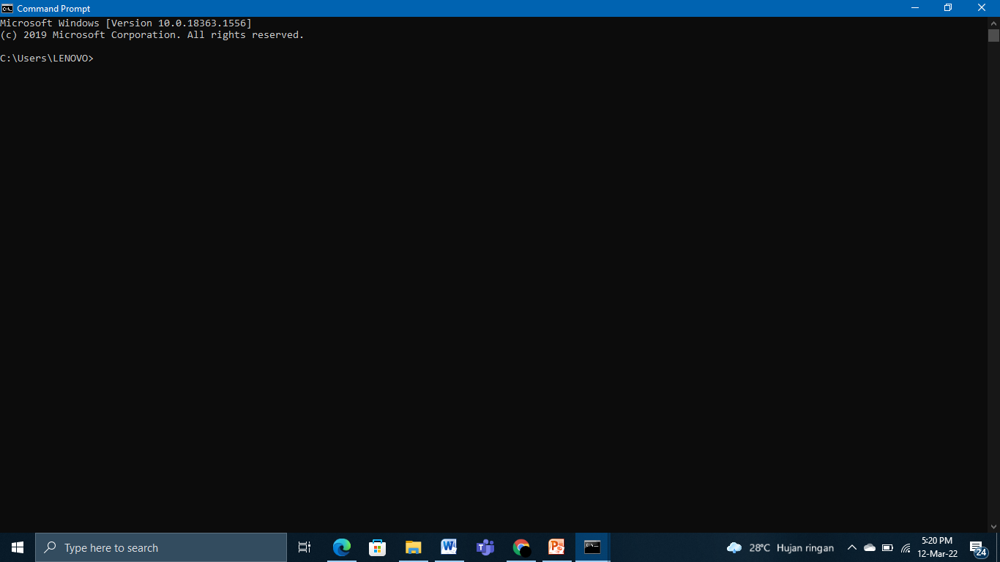 Command Prompt
Microsoft Windows [Version 10.0.18363.1556]
(c) 2019 Microsoft Corporation. All rights reserved.
C:\Users\LENOVO>
Type here to search
28°C Hujan ringan
5:20 PM
12-Mar-22
24